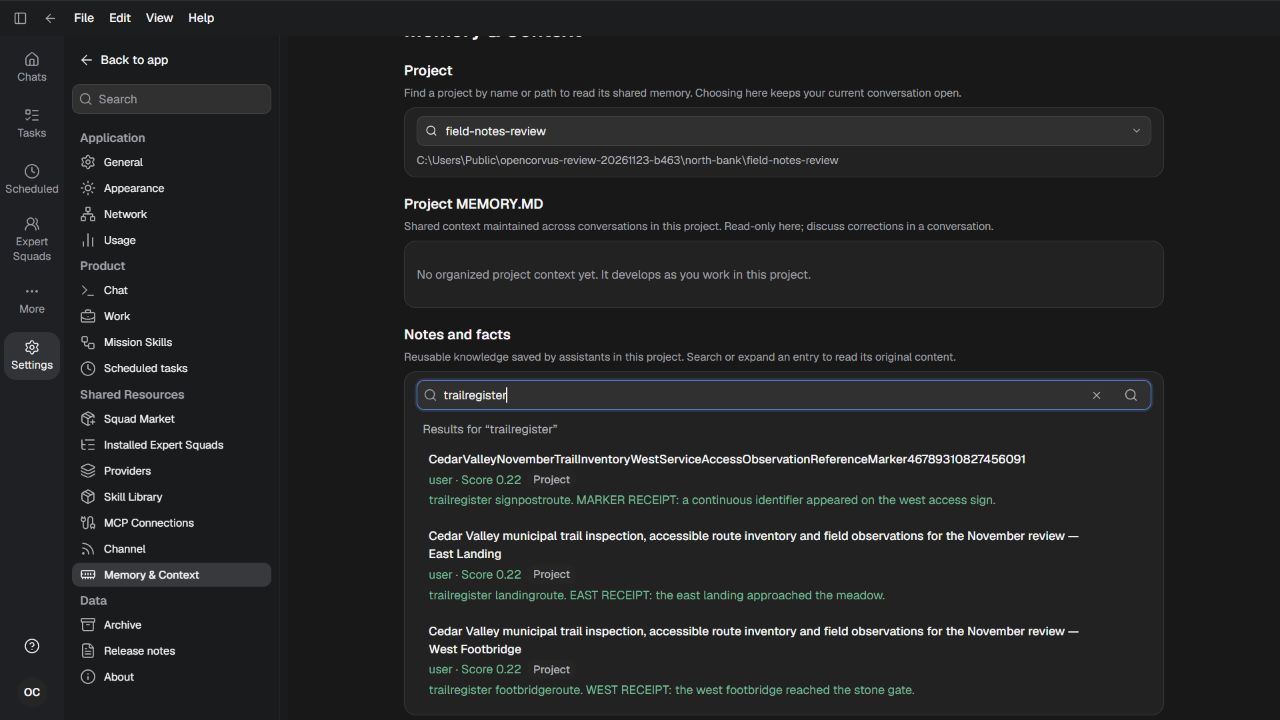 File Edit View Help
Chats
Tasks
Scheduled
Expert
Squads
More
Settings
OC
Back to app
Search
Application
General
Appearance
Network
Usage
Product
Chat
Work
Mission Skills
Scheduled tasks
Shared Resources
Squad Market
Installed Expert Squads
Providers
Skill Library
MCP Connections
Channel
Memory & Context
Data
Archive
Release notes
About
Memory & Context
Project
Find a project by name or path to read its shared memory. Choosing here keeps your current conversation open.
field-notes-review
C:\Users\Public\opencorvus-review-20261123-b463\north-bank\field-notes-review
Project MEMORY.MD
Shared context maintained across conversations in this project. Read-only here; discuss corrections in a conversation.
No organized project context yet. It develops as you work in this project.
Notes and facts
Reusable knowledge saved by assistants in this project. Search or expand an entry to read its original content.
trailregister
Results for “trailregister”
CedarValleyNovemberTrailInventoryWestServiceAccessObservationReferenceMarker46789310827456091
user · Score 0.22 Project
trailregister signpostroute. MARKER RECEIPT: a continuous identifier appeared on the west access sign.
Cedar Valley municipal trail inspection, accessible route inventory and field observations for the November review —
East Landing
user · Score 0.22 Project
trailregister landingroute. EAST RECEIPT: the east landing approached the meadow.
Cedar Valley municipal trail inspection, accessible route inventory and field observations for the November review —
West Footbridge
user · Score 0.22 Project
trailregister footbridgeroute. WEST RECEIPT: the west footbridge reached the stone gate.